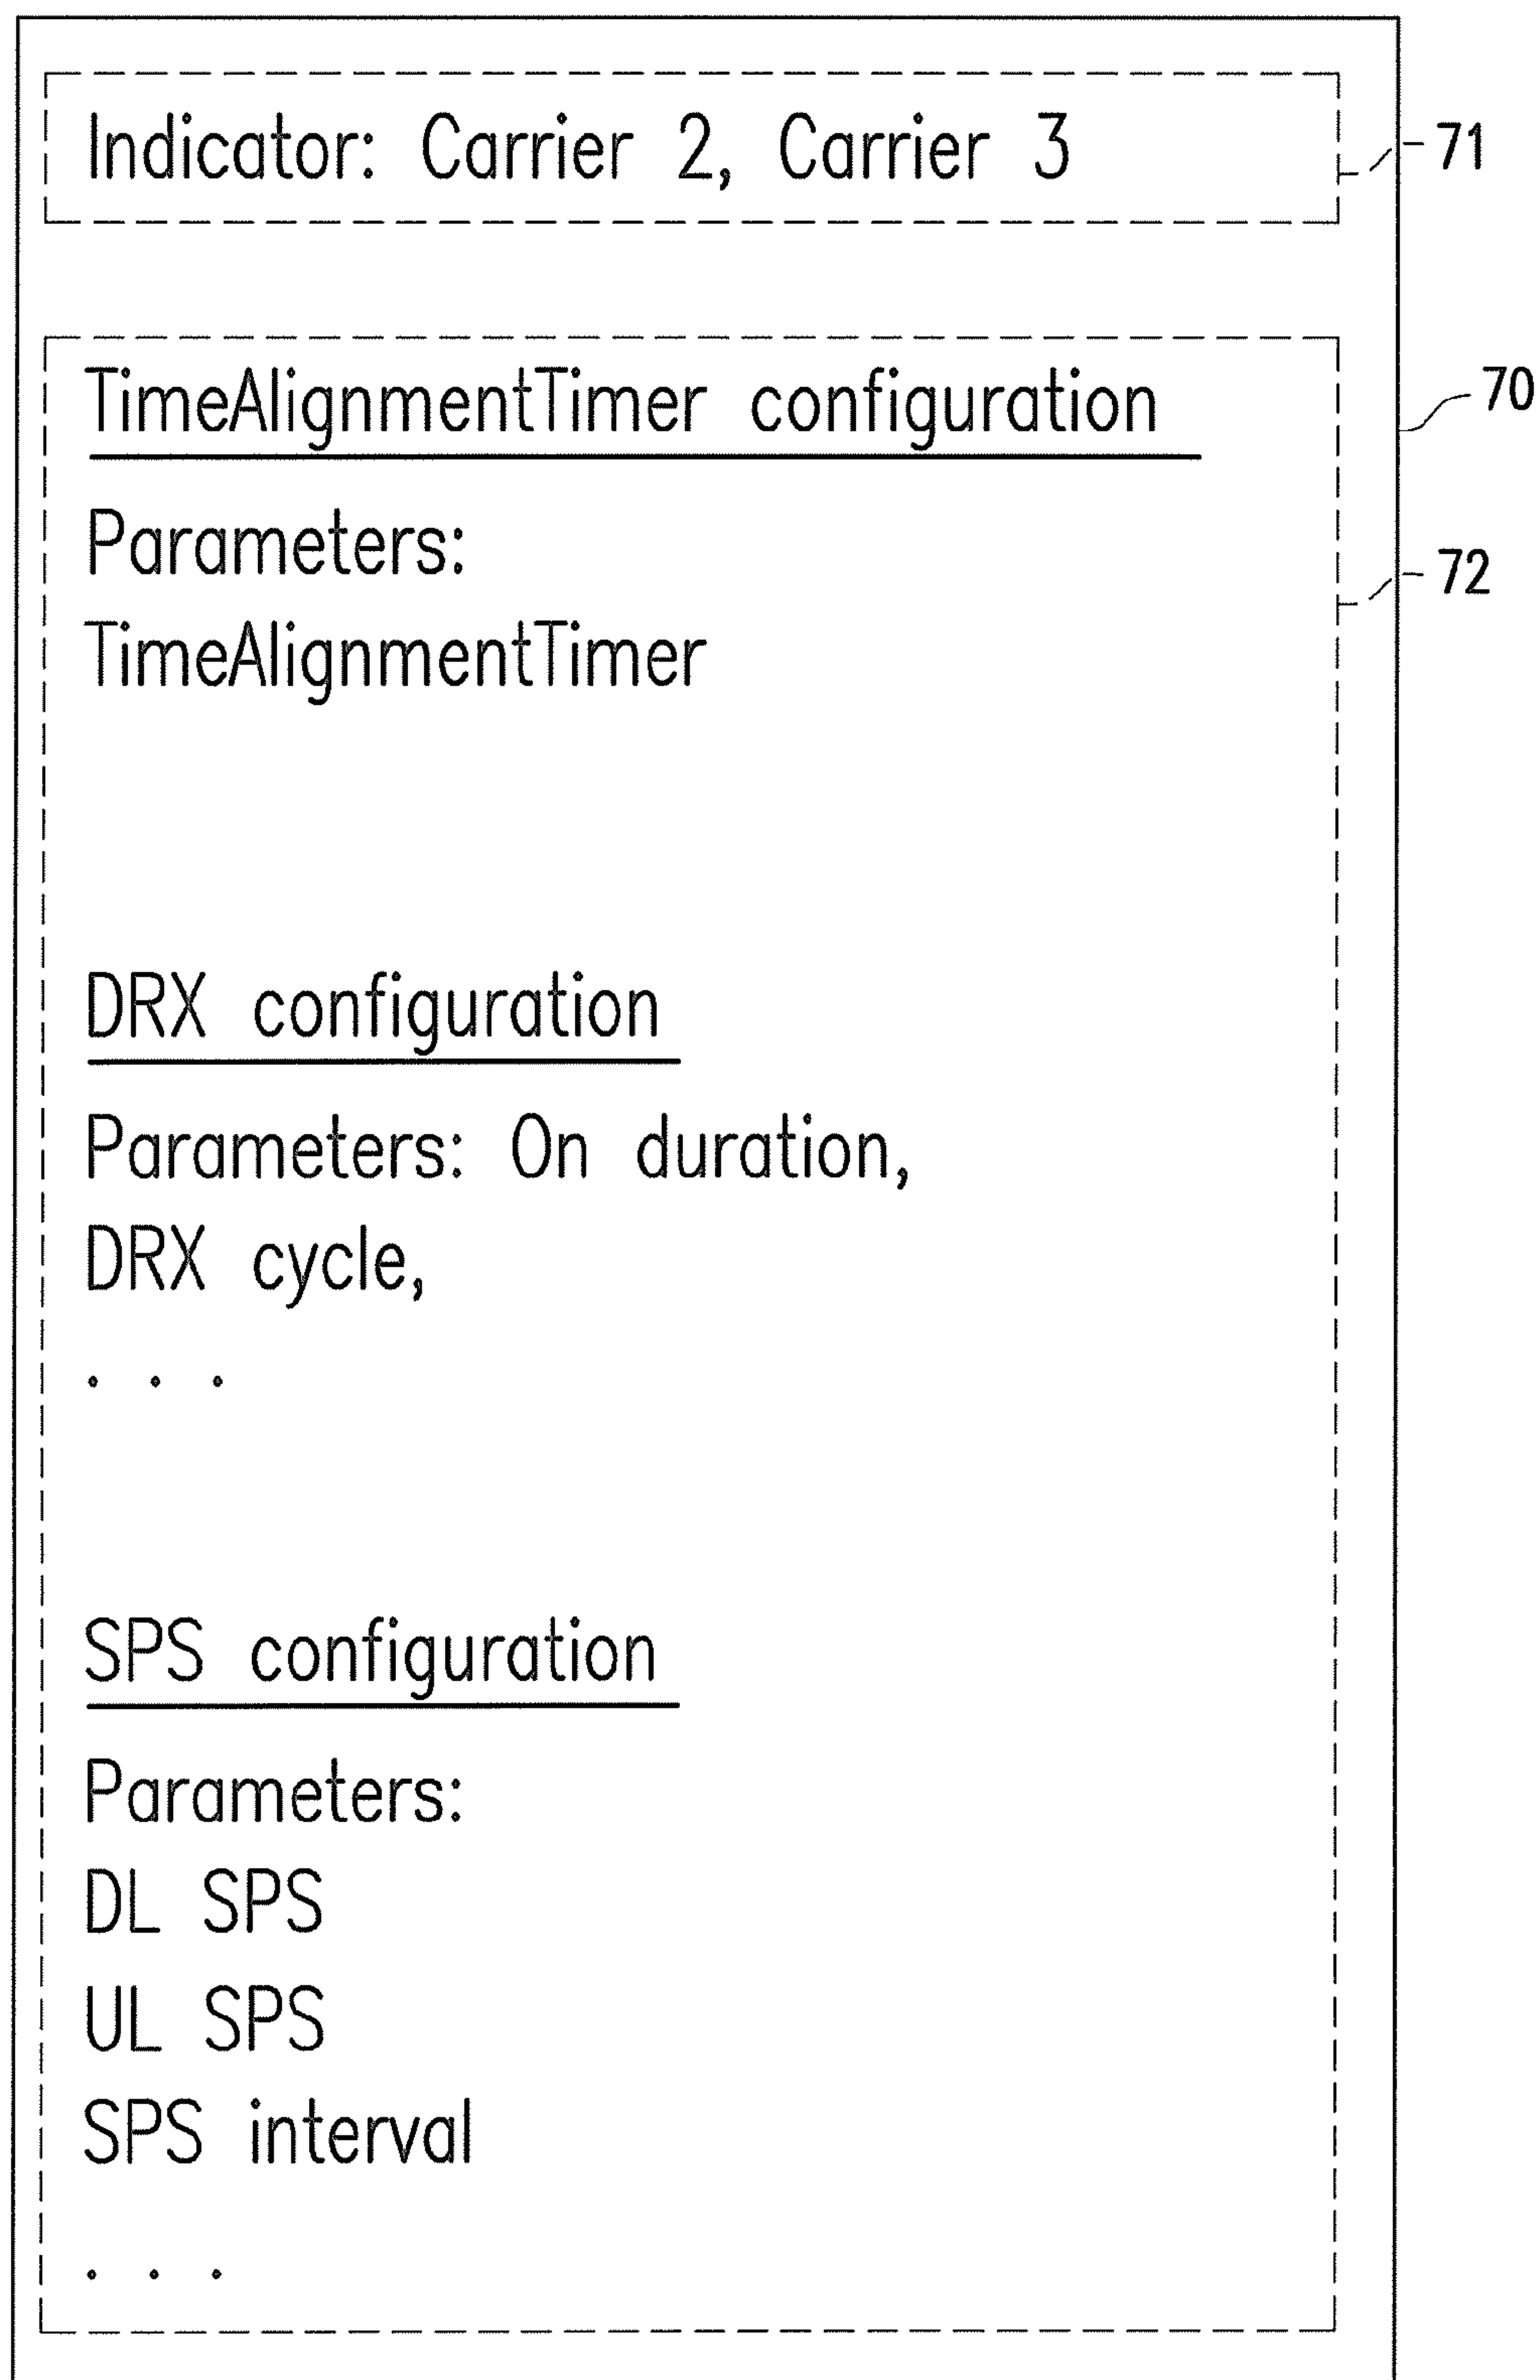 Indicator: Carrier 2, Carrier 3
71
TimeAlignmentTimer configuration
70
Parameters:
72
TimeAlignmentTimer
DRX configuration
Parameters: On duration,
DRX cycle,
. . .
SPS configuration
Parameters:
DL SPS
UL SPS
SPS interval
. . .